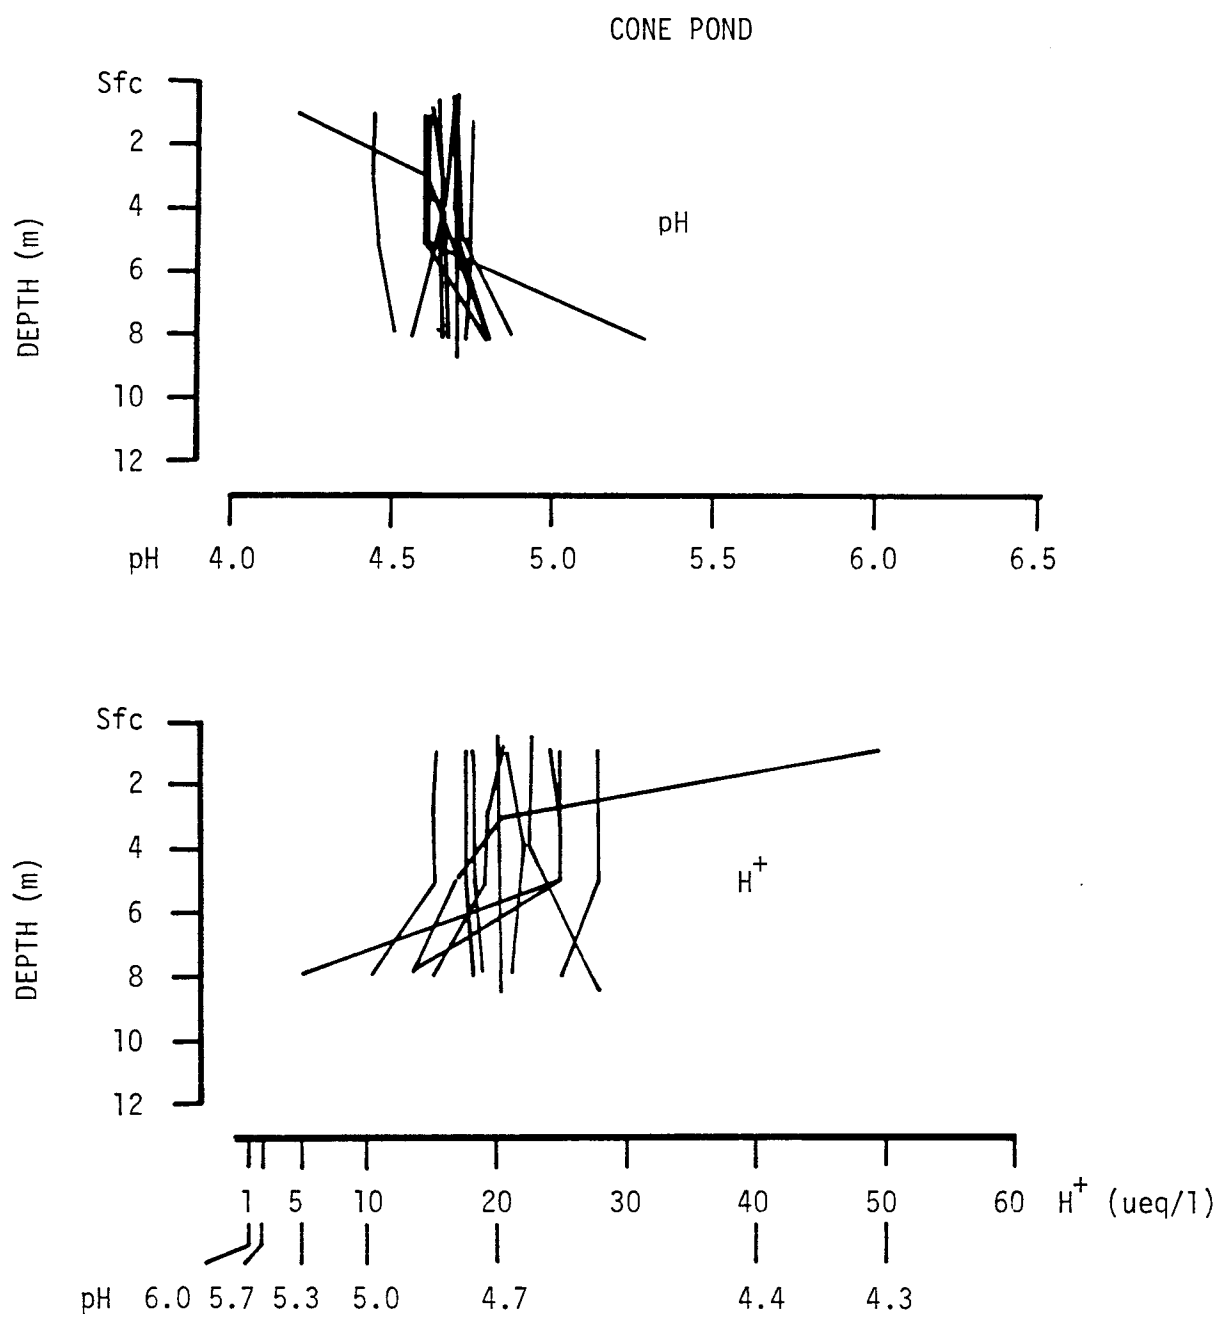 CONE POND
Sfc
2
4
6
8
10
12
DEPTH (m)
pH
pH 4.0 4.5 5.0 5.5 6.0 6.5
Sfc
2
4
6
8
10
12
DEPTH (m)
H+
1 5 10 20 30 40 50 60 H+ (ueq/l)
pH 6.0 5.7 5.3 5.0 4.7 4.4 4.3